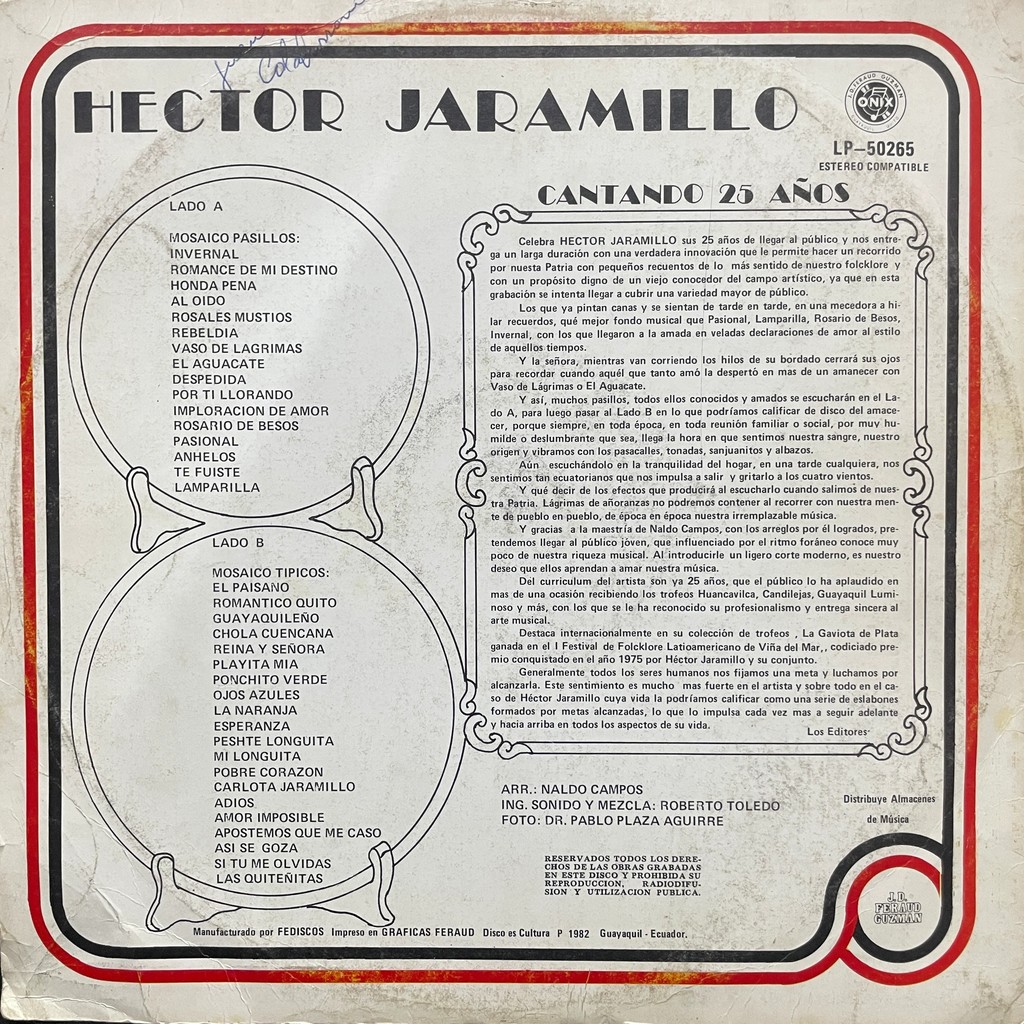 HECTOR JARAMILLO
J.D. FERAUD GUZMAN
ONIX
LP-50265
ESTEREO COMPATIBLE
CANTANDO 25 AÑOS
LADO A
MOSAICO PASILLOS:
INVERNAL
ROMANCE DE MI DESTINO
HONDA PENA
AL OIDO
ROSALES MUSTIOS
REBELDIA
VASO DE LAGRIMAS
EL AGUACATE
DESPEDIDA
POR TI LLORANDO
IMPLORACION DE AMOR
ROSARIO DE BESOS
PASIONAL
ANHELOS
TE FUISTE
LAMPARILLA
LADO B
MOSAICO TIPICOS:
EL PAISANO
ROMANTICO QUITO
GUAYAQUILEÑO
CHOLA CUENCANA
REINA Y SEÑORA
PLAYITA MIA
PONCHITO VERDE
OJOS AZULES
LA NARANJA
ESPERANZA
PESHTE LONGUITA
MI LONGUITA
POBRE CORAZON
CARLOTA JARAMILLO
ADIOS
AMOR IMPOSIBLE
APOSTEMOS QUE ME CASO
ASI SE GOZA
SI TU ME OLVIDAS
LAS QUITEÑITAS
Celebra HECTOR JARAMILLO sus 25 años de llegar al público y nos entre-
ga un larga duración con una verdadera innovación que le permite hacer un recorrido
por nuesta Patria con pequeños recuentos de lo más sentido de nuestro folcklore y
con un propósito digno de un viejo conocedor del campo artístico, ya que en esta
grabación se intenta llegar a cubrir una variedad mayor de público.
Los que ya pintan canas y se sientan de tarde en tarde, en una mecedora a hi-
lar recuerdos, qué mejor fondo musical que Pasional, Lamparilla, Rosario de Besos,
Invernal, con los que llegaron a la amada en veladas declaraciones de amor al estilo
de aquellos tiempos.
Y la señora, mientras van corriendo los hilos de su bordado cerrará sus ojos
para recordar cuando aquél que tanto amó la despertó en mas de un amanecer con
Vaso de Lágrimas o El Aguacate.
Y así, muchos pasillos, todos ellos conocidos y amados se escucharán en el La-
do A, para luego pasar al Lado B en lo que podríamos calificar de disco del amace-
cer, porque siempre, en toda época, en toda reunión familiar o social, por muy hu-
milde o deslumbrante que sea, llega la hora en que sentimos nuestra sangre, nuestro
origen y vibramos con los pasacalles, tonadas, sanjuanitos y albazos.
Aún escuchándolo en la tranquilidad del hogar, en una tarde cualquiera, nos
sentimos tan ecuatorianos que nos impulsa a salir y gritarlo a los cuatro vientos.
Y qué decir de los efectos que producirá al escucharlo cuando salimos de nues-
tra Patria. Lágrimas de añoranzas no podremos contener al recorrer con nuestra men-
te de pueblo en pueblo, de época en época nuestra irremplazable música.
Y gracias a la maestría de Naldo Campos, con los arreglos por él logrados, pre-
tendemos llegar al público joven, que influenciado por el ritmo foráneo conoce muy
poco de nuestra riqueza musical. Al introducirle un ligero corte moderno, es nuestro
deseo que ellos aprendan a amar nuestra música.
Del curriculum del artista son ya 25 años, que el público lo ha aplaudido en
mas de una ocasión recibiendo los trofeos Huancavilca, Candilejas, Guayaquil Lumi-
noso y más, con los que se le ha reconocido su profesionalismo y entrega sincera al
arte musical.
Destaca internacionalmente en su colección de trofeos , La Gaviota de Plata
ganada en el I Festival de Folcklore Latioamericano de Viña del Mar,, codiciado pre-
mio conquistado en el año 1975 por Héctor Jaramillo y su conjunto.
Generalmente todos los seres humanos nos fijamos una meta y luchamos por
alcanzarla. Este sentimiento es mucho mas fuerte en el artista y sobre todo en el ca-
so de Héctor Jaramillo cuya vida la podríamos calificar como una serie de eslabones
formados por metas alcanzadas, lo que lo impulsa cada vez mas a seguir adelante
y hacia arriba en todos los aspectos de su vida.
Los Editores·
ARR.: NALDO CAMPOS
ING. SONIDO Y MEZCLA: ROBERTO TOLEDO
FOTO: DR. PABLO PLAZA AGUIRRE
Distribuye Almacenes
de Música
RESERVADOS TODOS LOS DERE-
CHOS DE LAS OBRAS GRABADAS
EN ESTE DISCO Y PROHIBIDA SU
REPRODUCCION, RADIODIFU-
SION Y UTILIZACION PUBLICA.
J.D.
FERAUD
GUZMAN
Manufacturado por FEDISCOS Impreso en GRAFICAS FERAUD Disco es Cultura P 1982 Guayaquil - Ecuador.